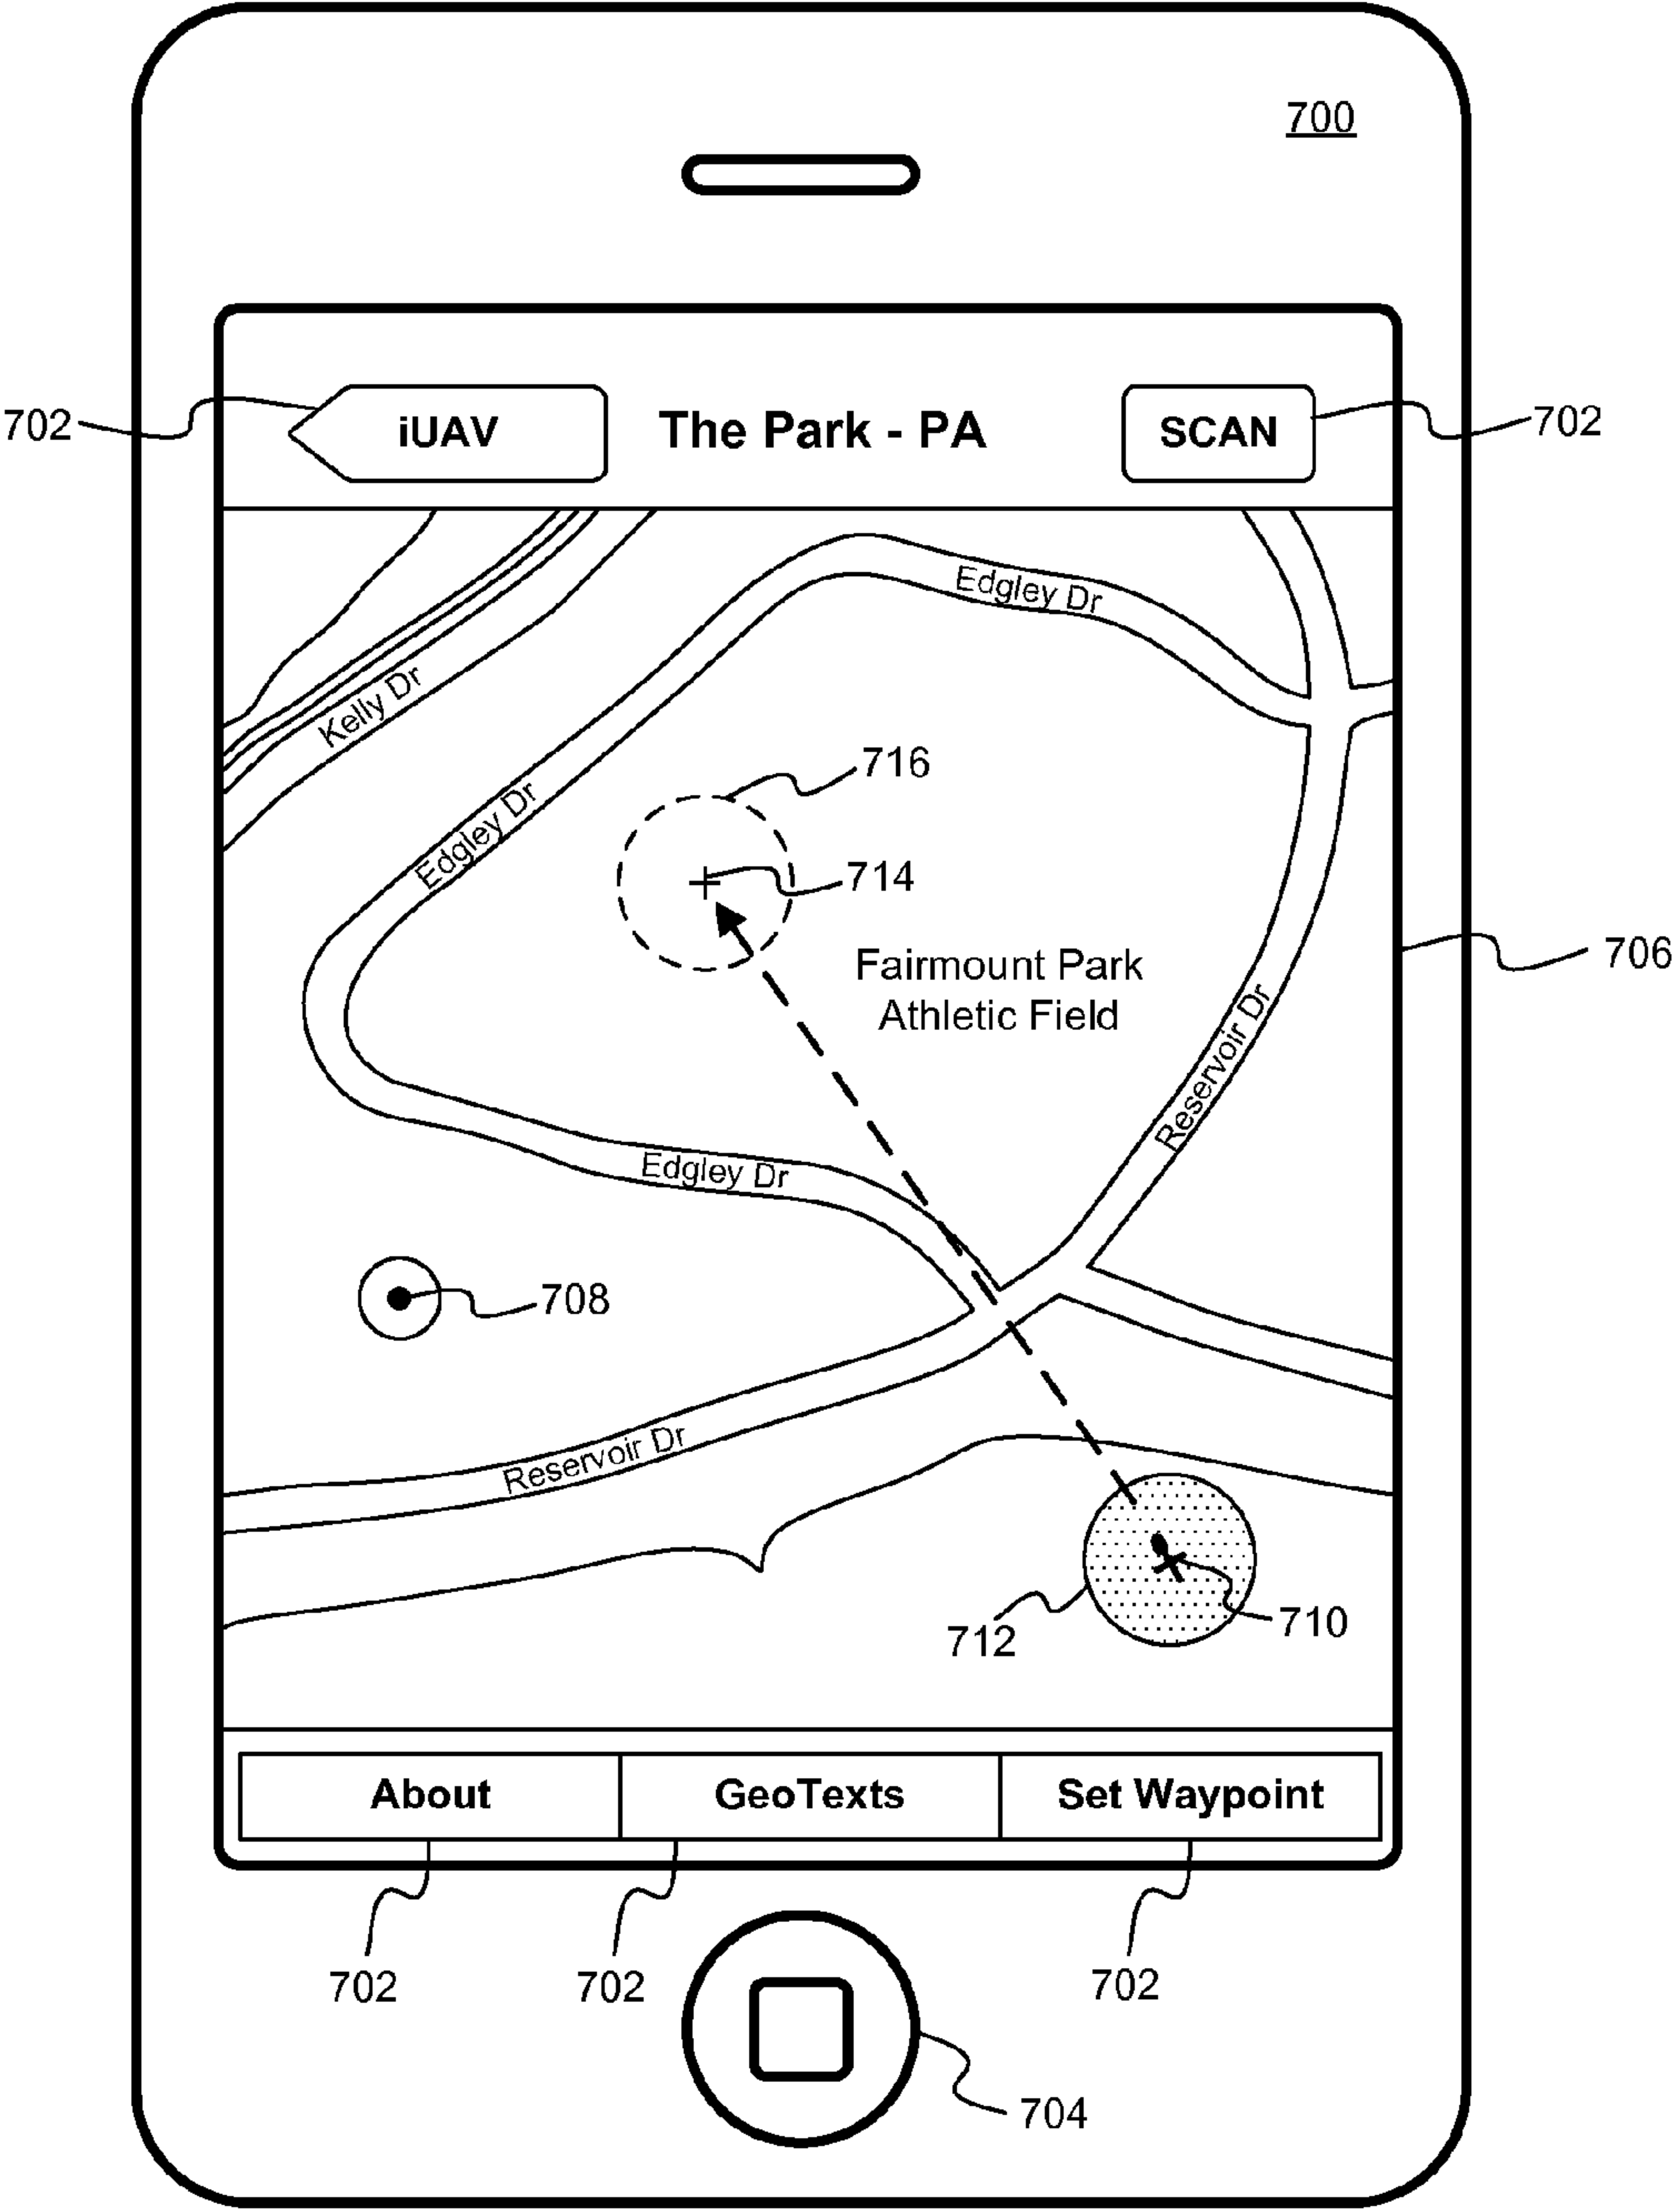 700
702
iUAV
The Park - PA
SCAN
702
Edgley Dr
Kelly Dr
716
Edgley Dr
714
706
Fairmount Park
Athletic Field
Reservoir Dr
Edgley Dr
708
Reservoir Dr
710
712
About
GeoTexts
Set Waypoint
702
702
702
704